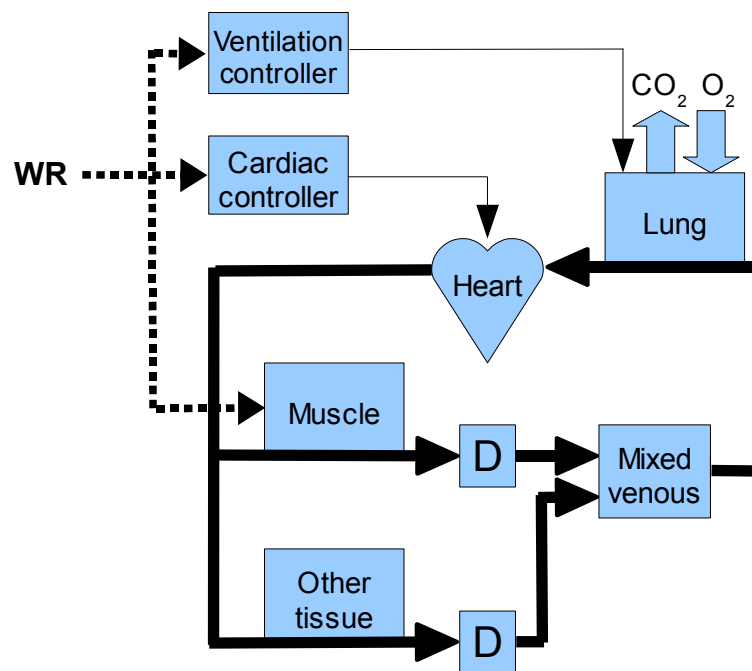 Ventilation
controller
CO2 O2
WR
Cardiac
controller
Lung
Heart
Muscle
D
Mixed
venous
Other
tissue
D